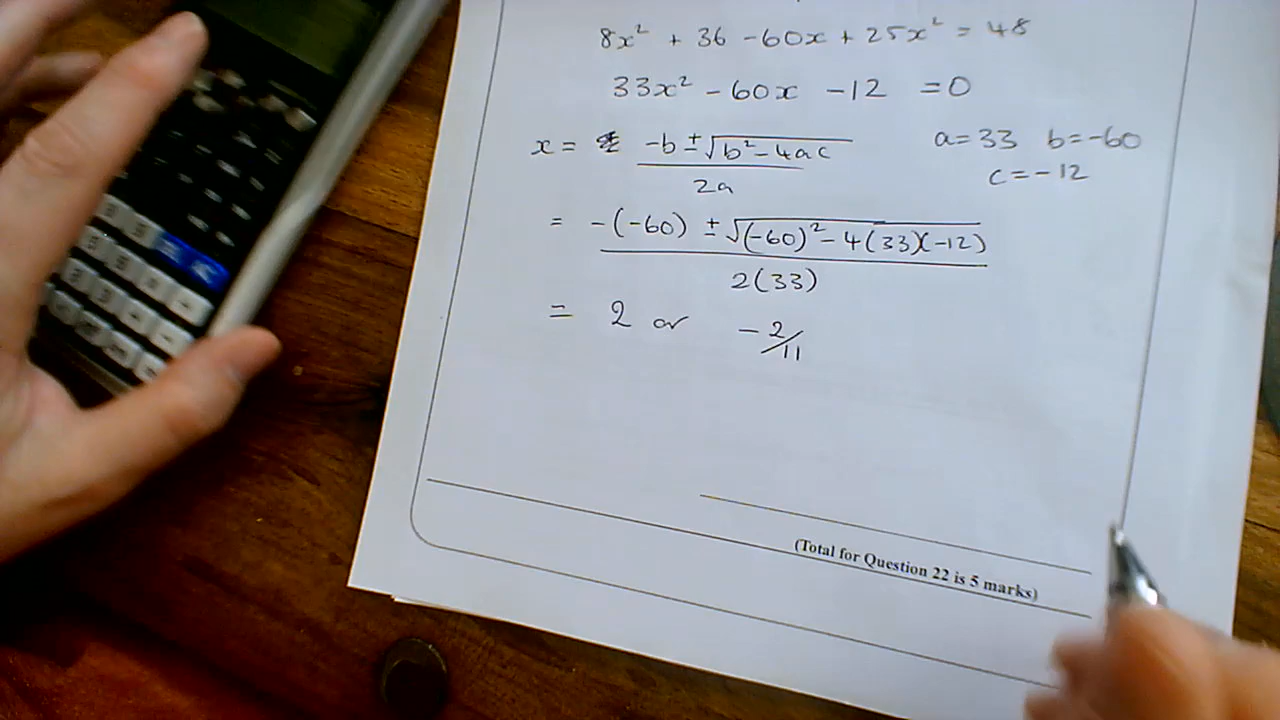 8x² + 36 - 60x + 25x² = 48
33x² - 60x - 12 = 0
x = -b ± √(b² - 4ac) / 2a
a = 33 b = -60
c = -12
= -(-60) ± √((-60)² - 4(33)(-12)) / 2(33)
= 2 or -2/11
(Total for Question 22 is 5 marks)